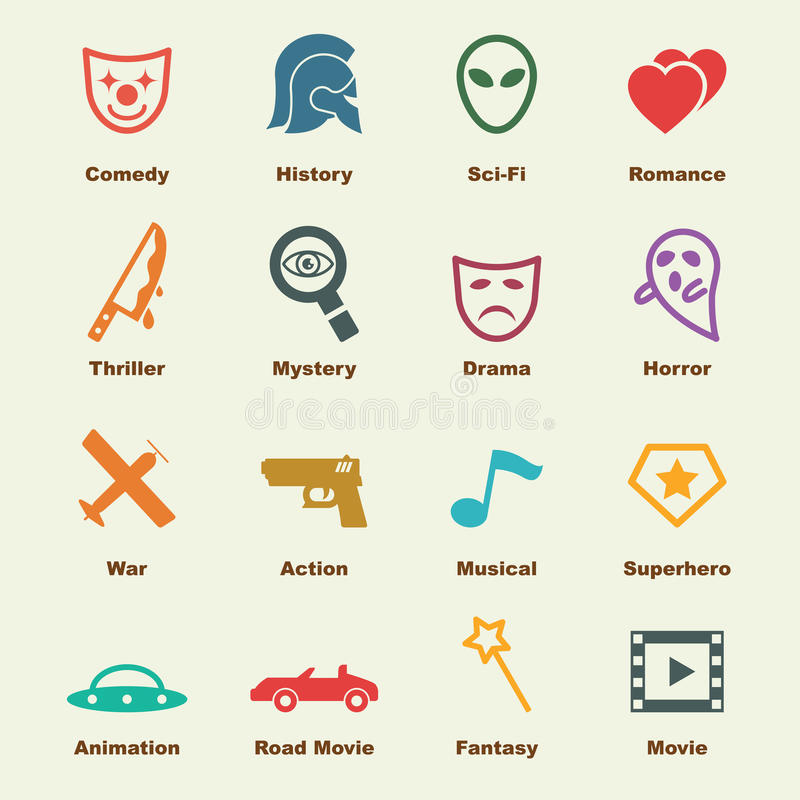 Comedy History Sci-Fi Romance
Thriller Mystery Drama Horror
dreamstime
War Action Musical Superhero
Animation Road Movie Fantasy Movie